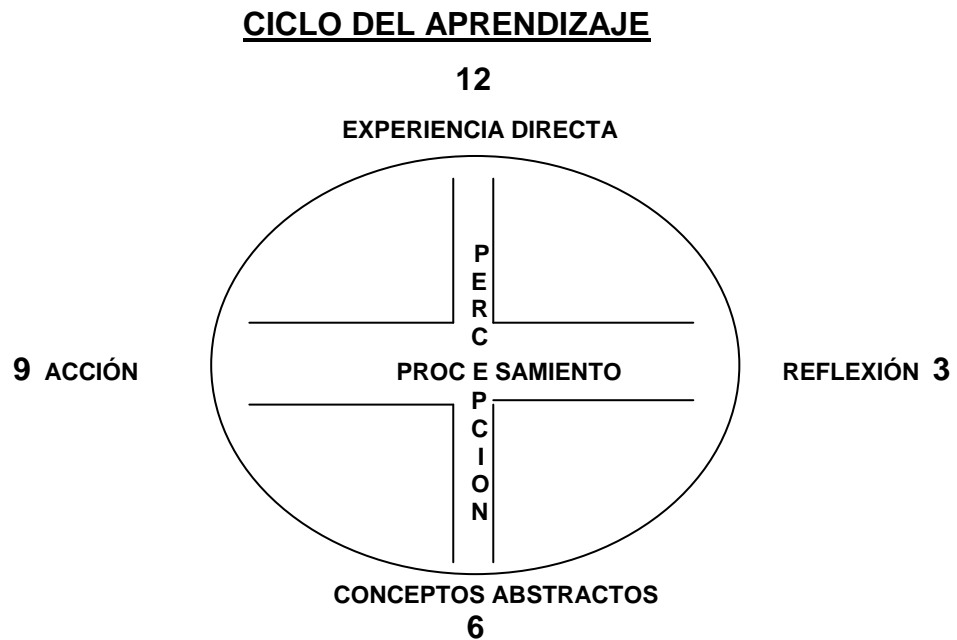 CICLO DEL APRENDIZAJE
12
EXPERIENCIA DIRECTA
P
E
R
C
9 ACCIÓN
PROC E SAMIENTO
REFLEXIÓN 3
P
C
I
O
N
CONCEPTOS ABSTRACTOS
6